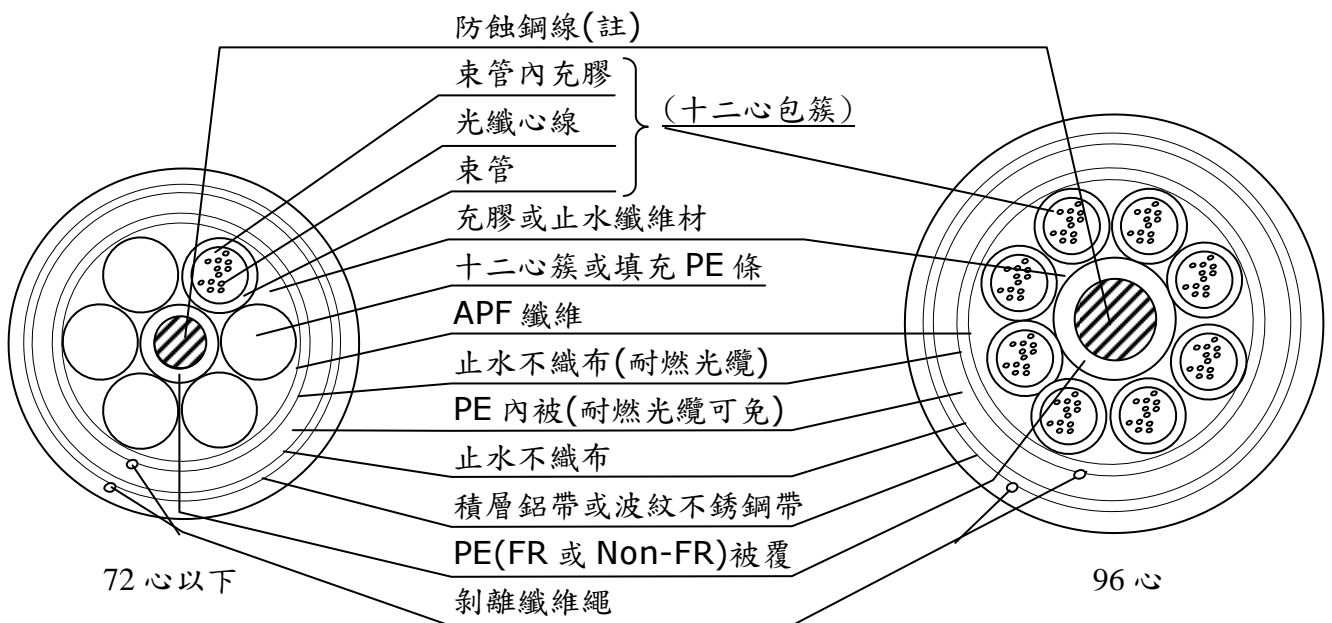 防蝕鋼線(註)
束管內充膠
光纖心線
(十二心包簇)
束管
充膠或止水纖維材
十二心簇或填充 PE 條
APF 纖維
止水不織布(耐燃光纜)
PE 內被(耐燃光纜可免)
止水不織布
積層鋁帶或波紋不銹鋼帶
PE(FR 或 Non-FR)被覆
剝離纖維繩
72 心以下
96 心